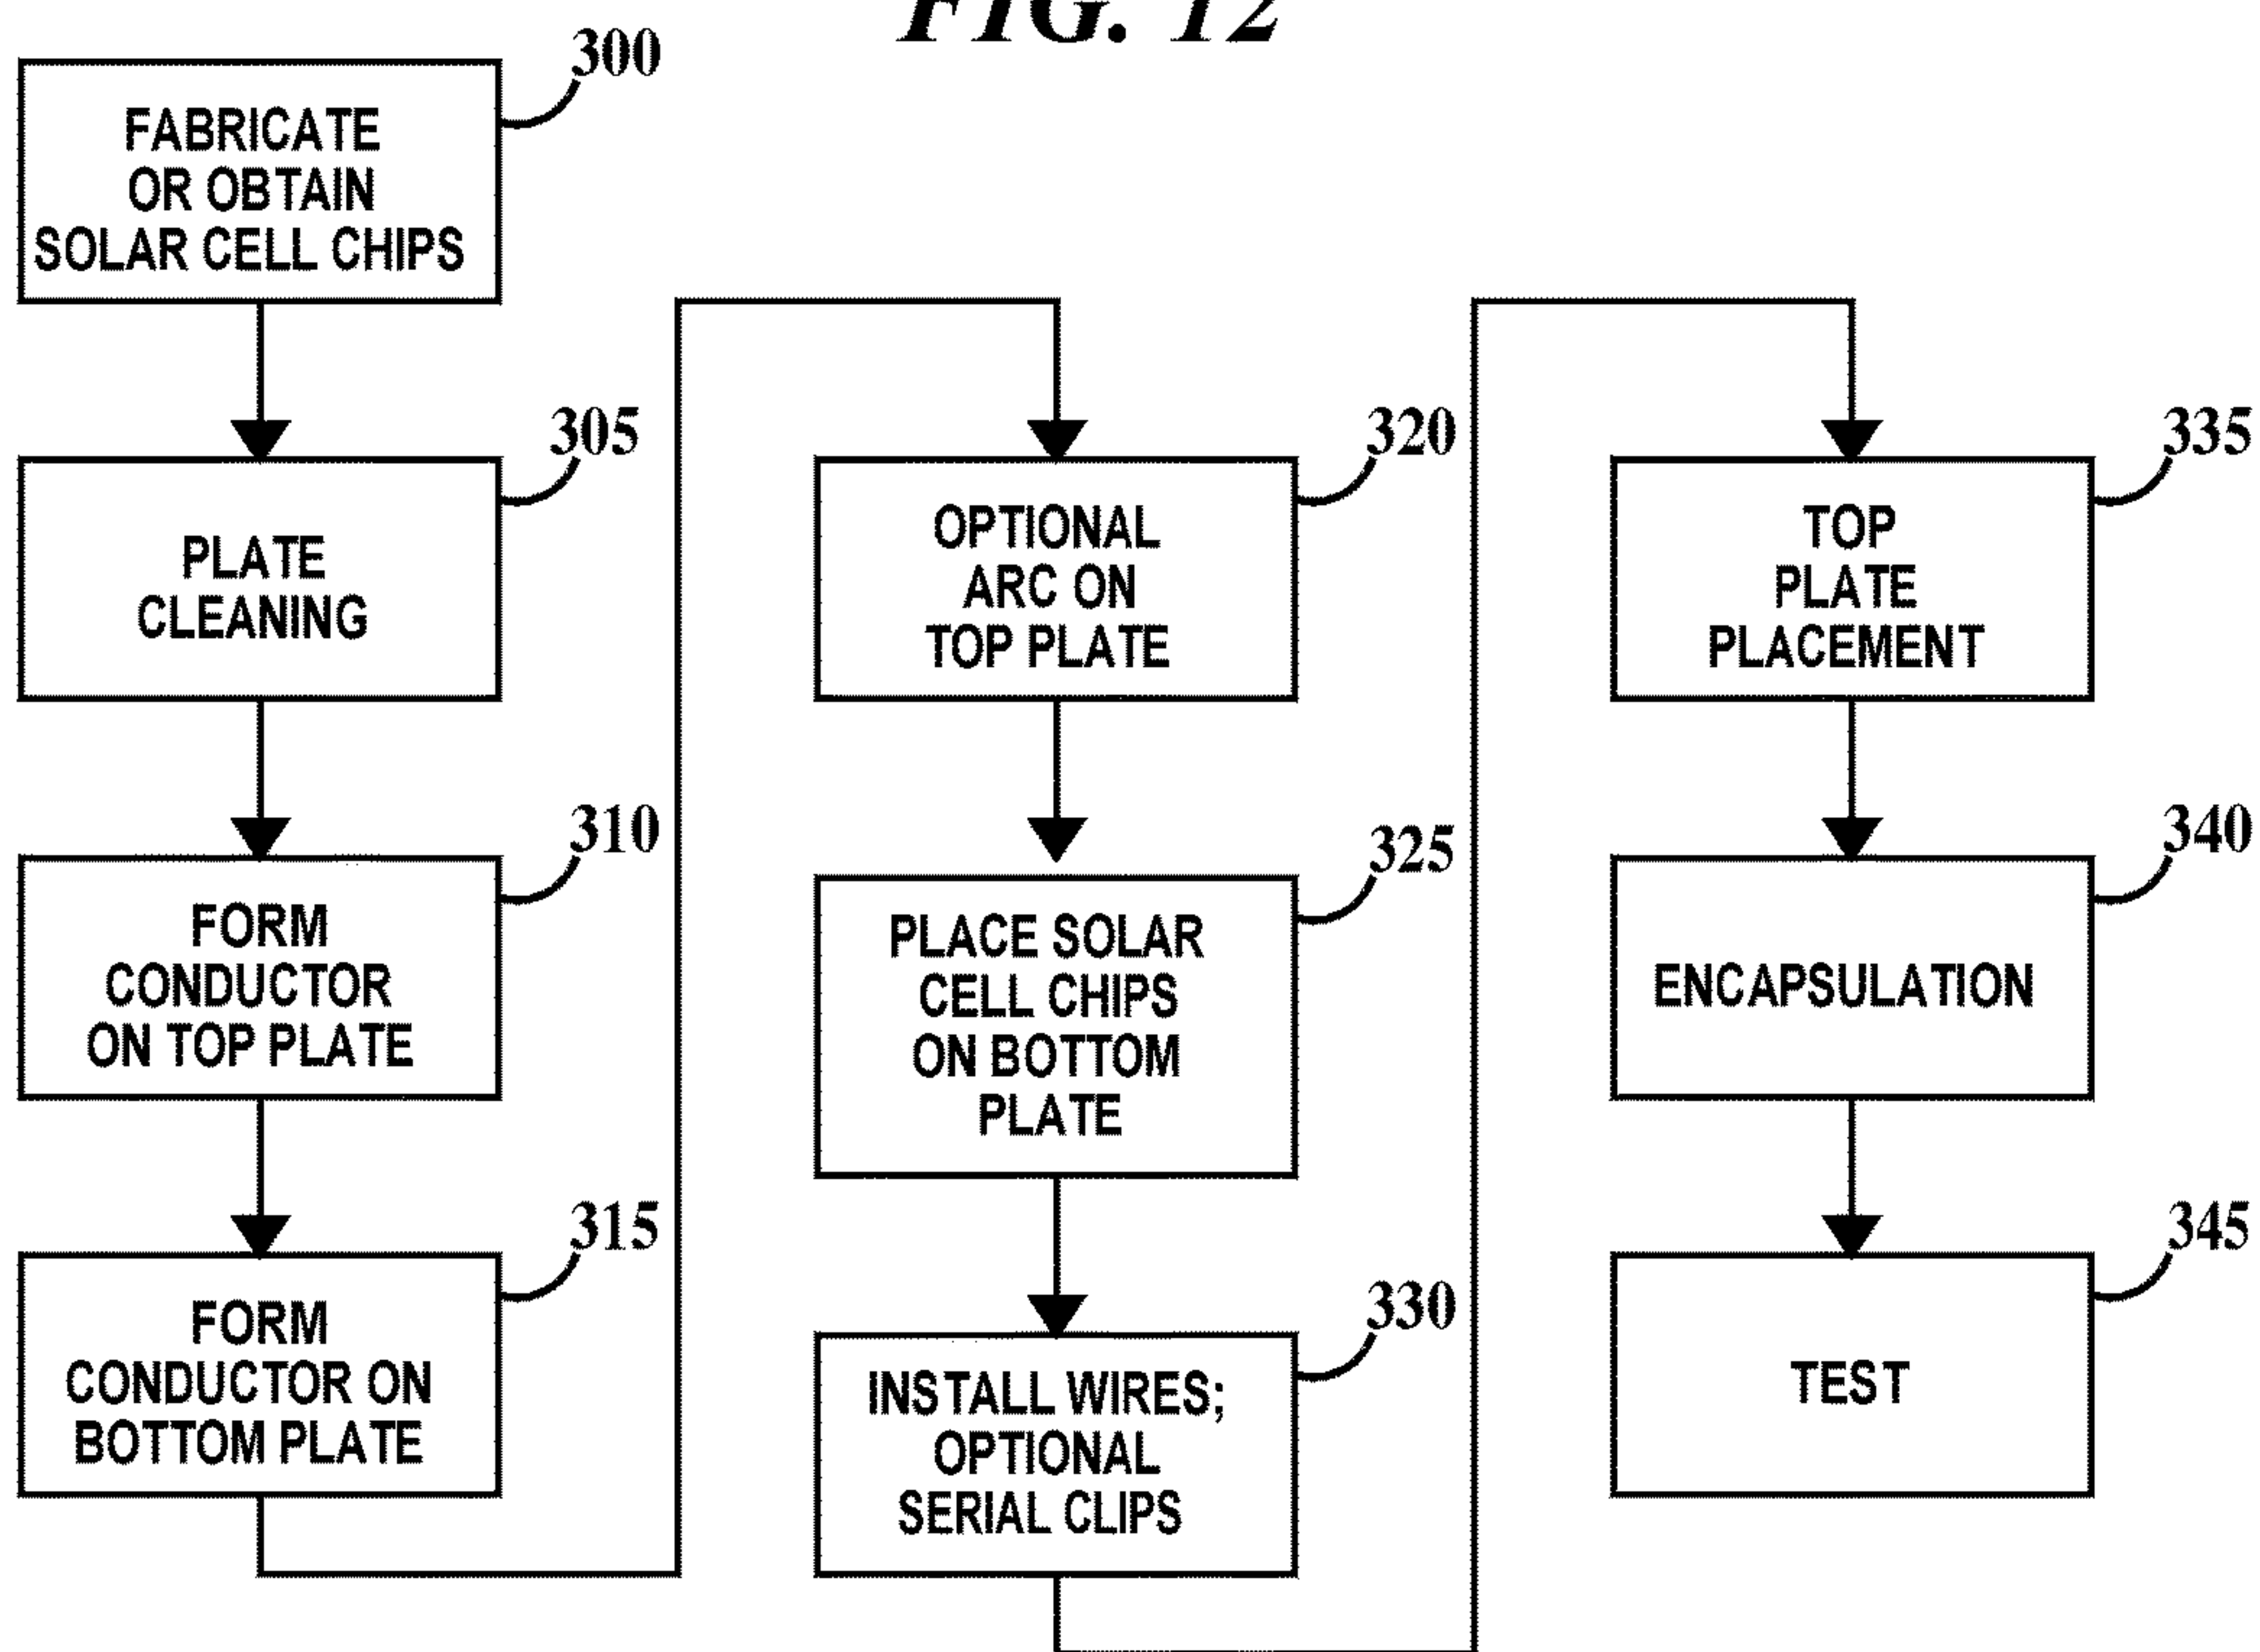 FIG. 12
300
FABRICATE
OR OBTAIN
SOLAR CELL CHIPS
305
PLATE
CLEANING
310
FORM
CONDUCTOR
ON TOP PLATE
315
FORM
CONDUCTOR ON
BOTTOM PLATE
320
OPTIONAL
ARC ON
TOP PLATE
325
PLACE SOLAR
CELL CHIPS
ON BOTTOM
PLATE
330
INSTALL WIRES;
OPTIONAL
SERIAL CLIPS
335
TOP
PLATE
PLACEMENT
340
ENCAPSULATION
345
TEST